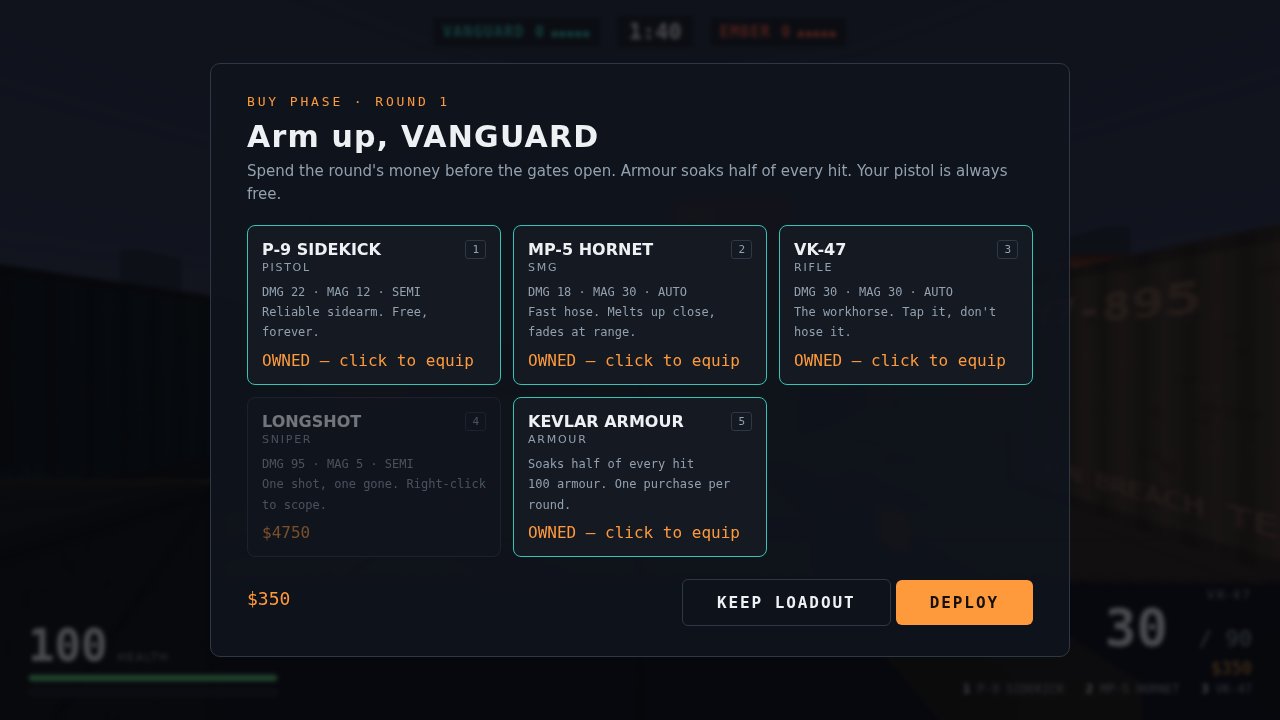 VANGUARD 0
1:40
EMBER 0
BUY PHASE · ROUND 1
Arm up, VANGUARD
Spend the round's money before the gates open. Armour soaks half of every hit. Your pistol is always
free.
P-9 SIDEKICK 1
PISTOL
DMG 22 · MAG 12 · SEMI
Reliable sidearm. Free,
forever.
OWNED — click to equip
MP-5 HORNET 2
SMG
DMG 18 · MAG 30 · AUTO
Fast hose. Melts up close,
fades at range.
OWNED — click to equip
VK-47 3
RIFLE
DMG 30 · MAG 30 · AUTO
The workhorse. Tap it, don't
hose it.
OWNED — click to equip
LONGSHOT 4
SNIPER
DMG 95 · MAG 5 · SEMI
One shot, one gone. Right-click
to scope.
$4750
KEVLAR ARMOUR 5
ARMOUR
Soaks half of every hit
100 armour. One purchase per
round.
OWNED — click to equip
$350
KEEP LOADOUT
DEPLOY
7-895
BREACH
100 HEALTH
VK-47
30 / 90
$350
1 P-9 SIDEKICK 2 MP-5 HORNET 3 VK-47